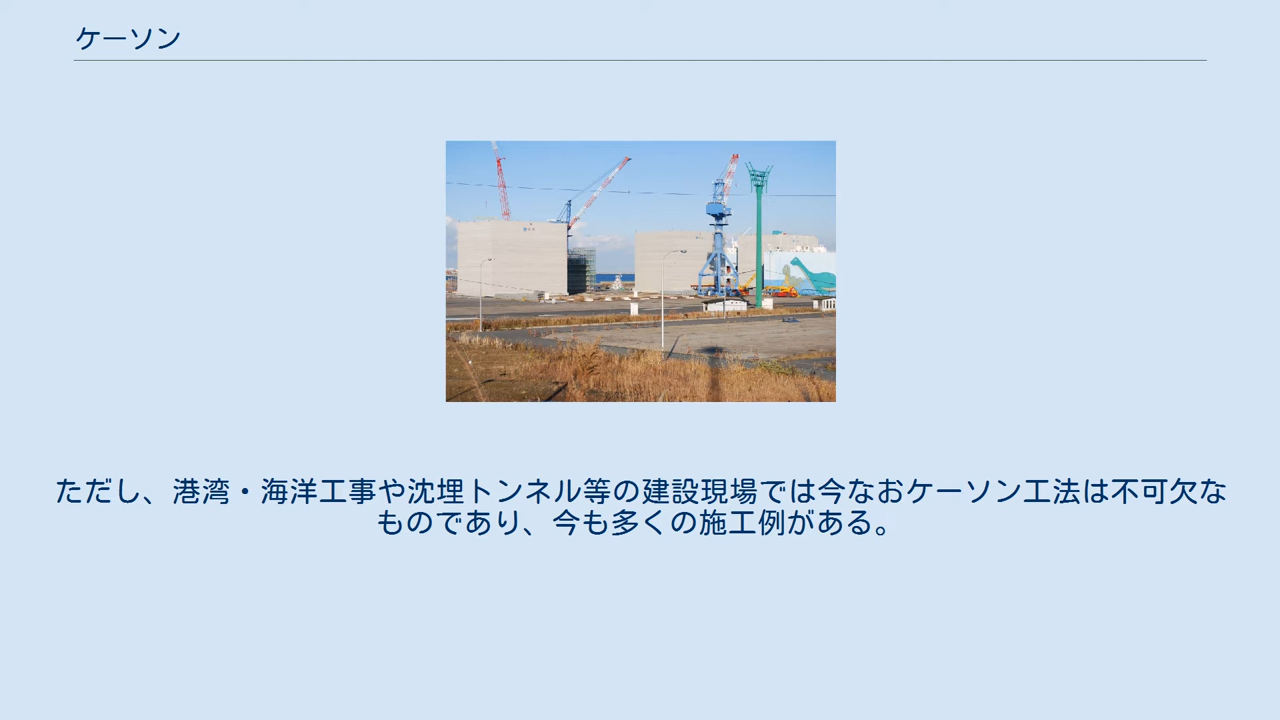 ケーソン
ただし、港湾・海洋工事や沈埋トンネル等の建設現場では今なおケーソン工法は不可欠な
ものであり、今も多くの施工例がある。